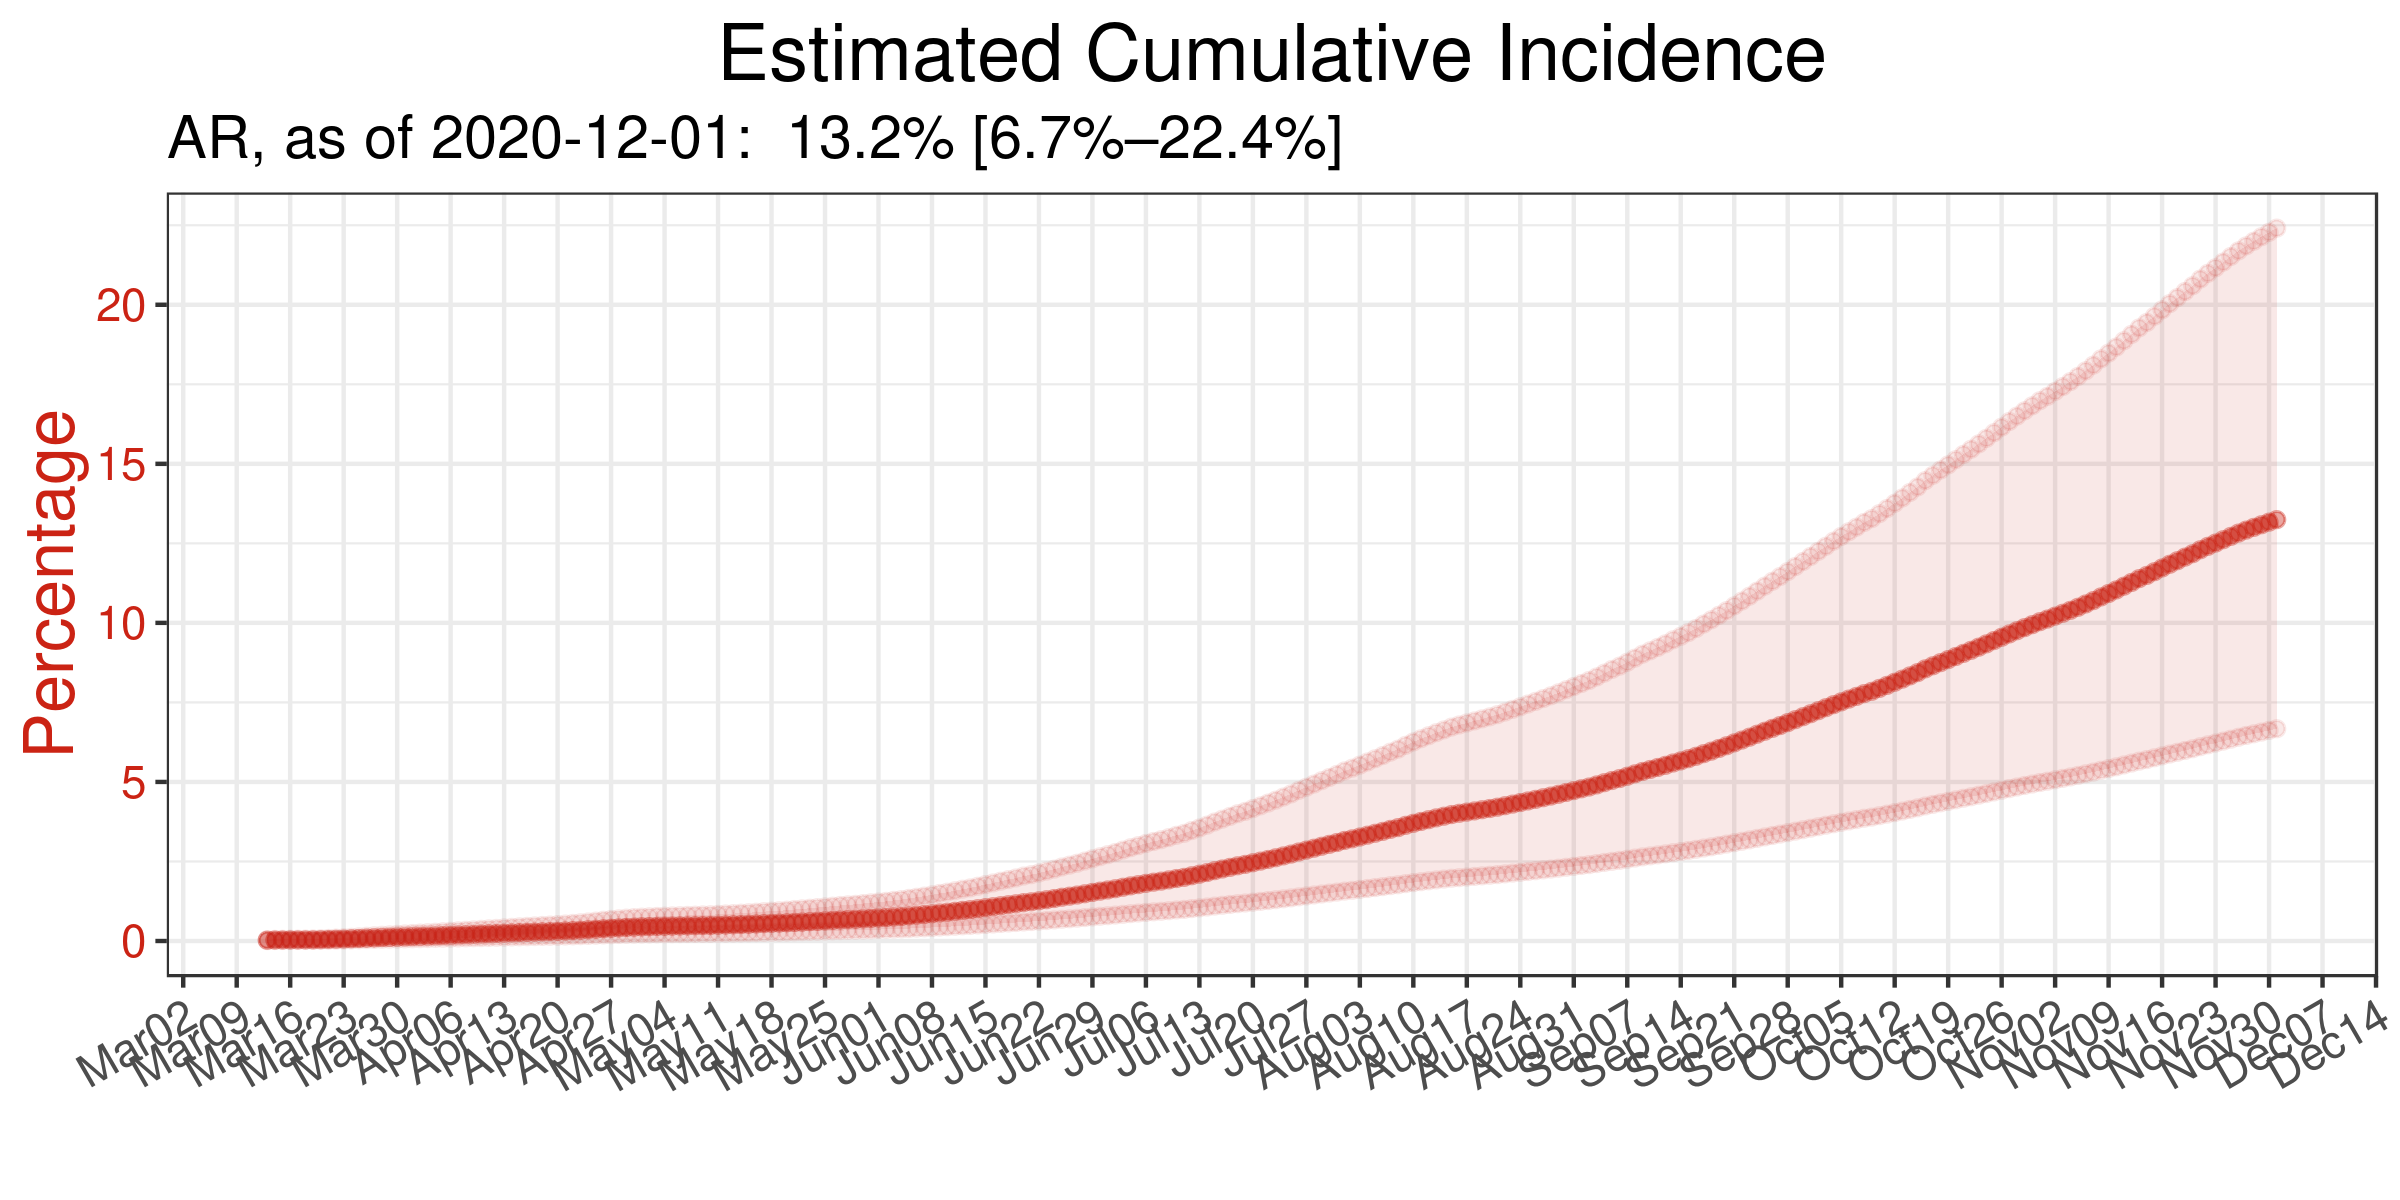 Estimated Cumulative Incidence
AR, as of 2020-12-01:  13.2% [6.7%–22.4%]
Percentage
20
15
10
5
0
Mar02
Mar09
Mar16
Mar23
Mar30
Apr06
Apr13
Apr20
Apr27
May04
May11
May18
May25
Jun01
Jun08
Jun15
Jun22
Jun29
Jul06
Jul13
Jul20
Jul27
Aug03
Aug10
Aug17
Aug24
Aug31
Sep07
Sep14
Sep21
Sep28
Oct05
Oct12
Oct19
Oct26
Nov02
Nov09
Nov16
Nov23
Nov30
Dec07
Dec14